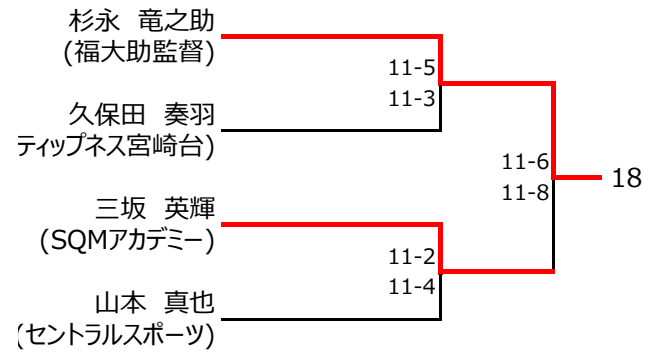 杉永 竜之助
(福大助監督)
11-5
11-3
久保田 奏羽
ティップネス宮崎台)
11-6
11-8
18
三坂 英輝
(SQMアカデミー)
11-2
11-4
山本 真也
(セントラルスポーツ)